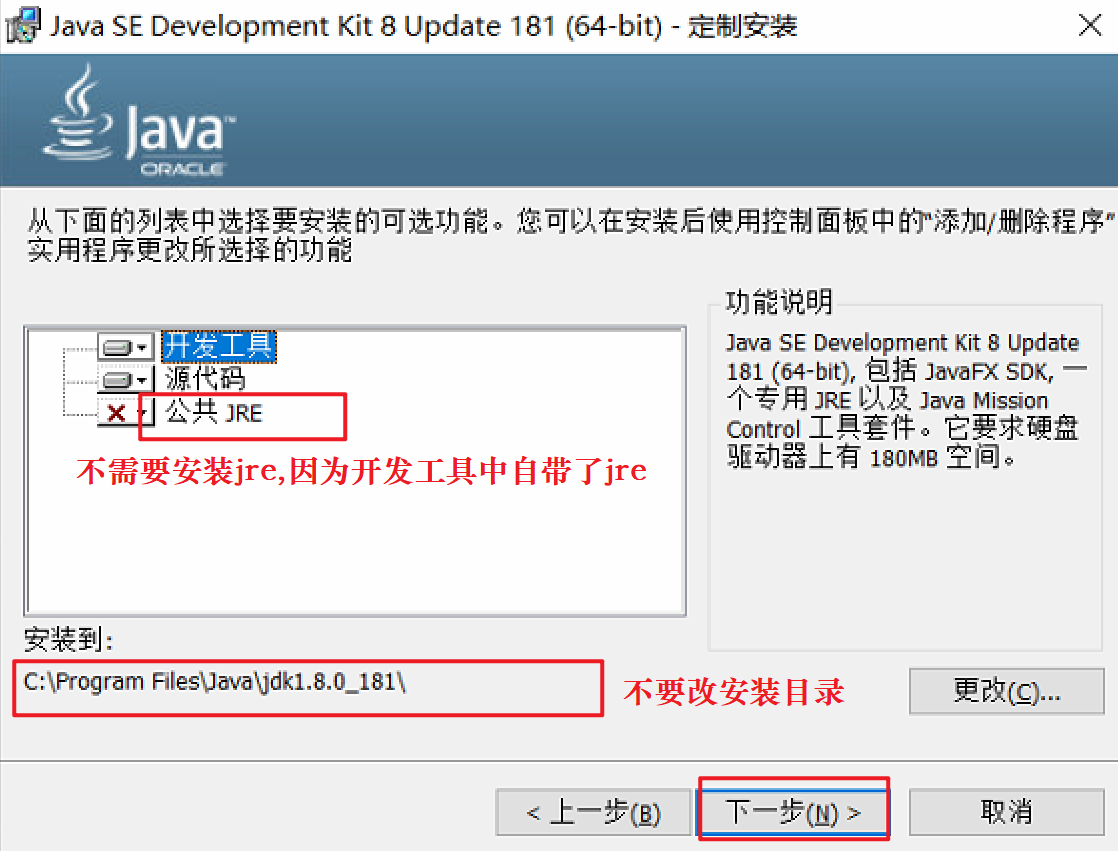 Java SE Development Kit 8 Update 181 (64-bit) - 定制安装
Java™
ORACLE
从下面的列表中选择要安装的可选功能。您可以在安装后使用控制面板中的“添加/删除程序”
实用程序更改所选择的功能
开发工具
源代码
公共 JRE
不需要安装jre,因为开发工具中自带了jre
功能说明
Java SE Development Kit 8 Update
181 (64-bit), 包括 JavaFX SDK, 一
个专用 JRE 以及 Java Mission
Control 工具套件。它要求硬盘
驱动器上有 180MB 空间。
安装到:
C:\Program Files\Java\jdk1.8.0_181\
不要改安装目录
更改(C)...
< 上一步(B)
下一步(N) >
取消